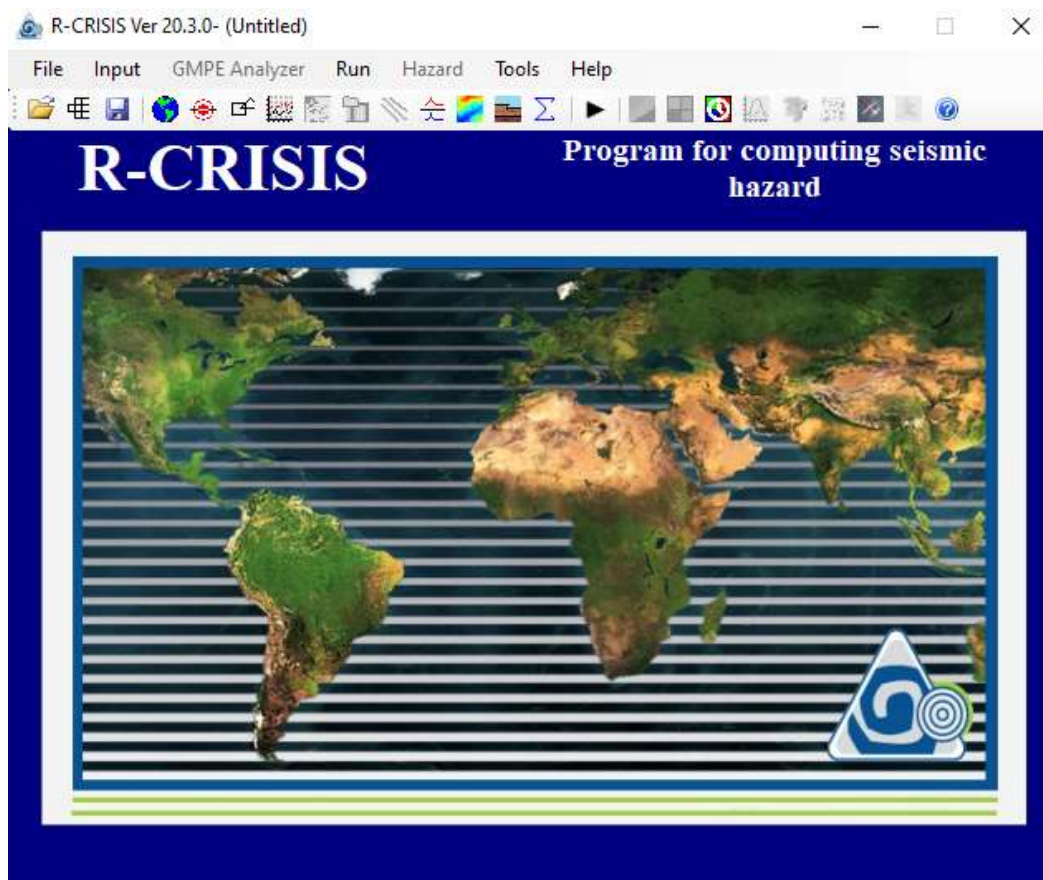 R-CRISIS Ver 20.3.0- (Untitled)
File Input GMPE Analyzer Run Hazard Tools Help
R-CRISIS
Program for computing seismic
hazard